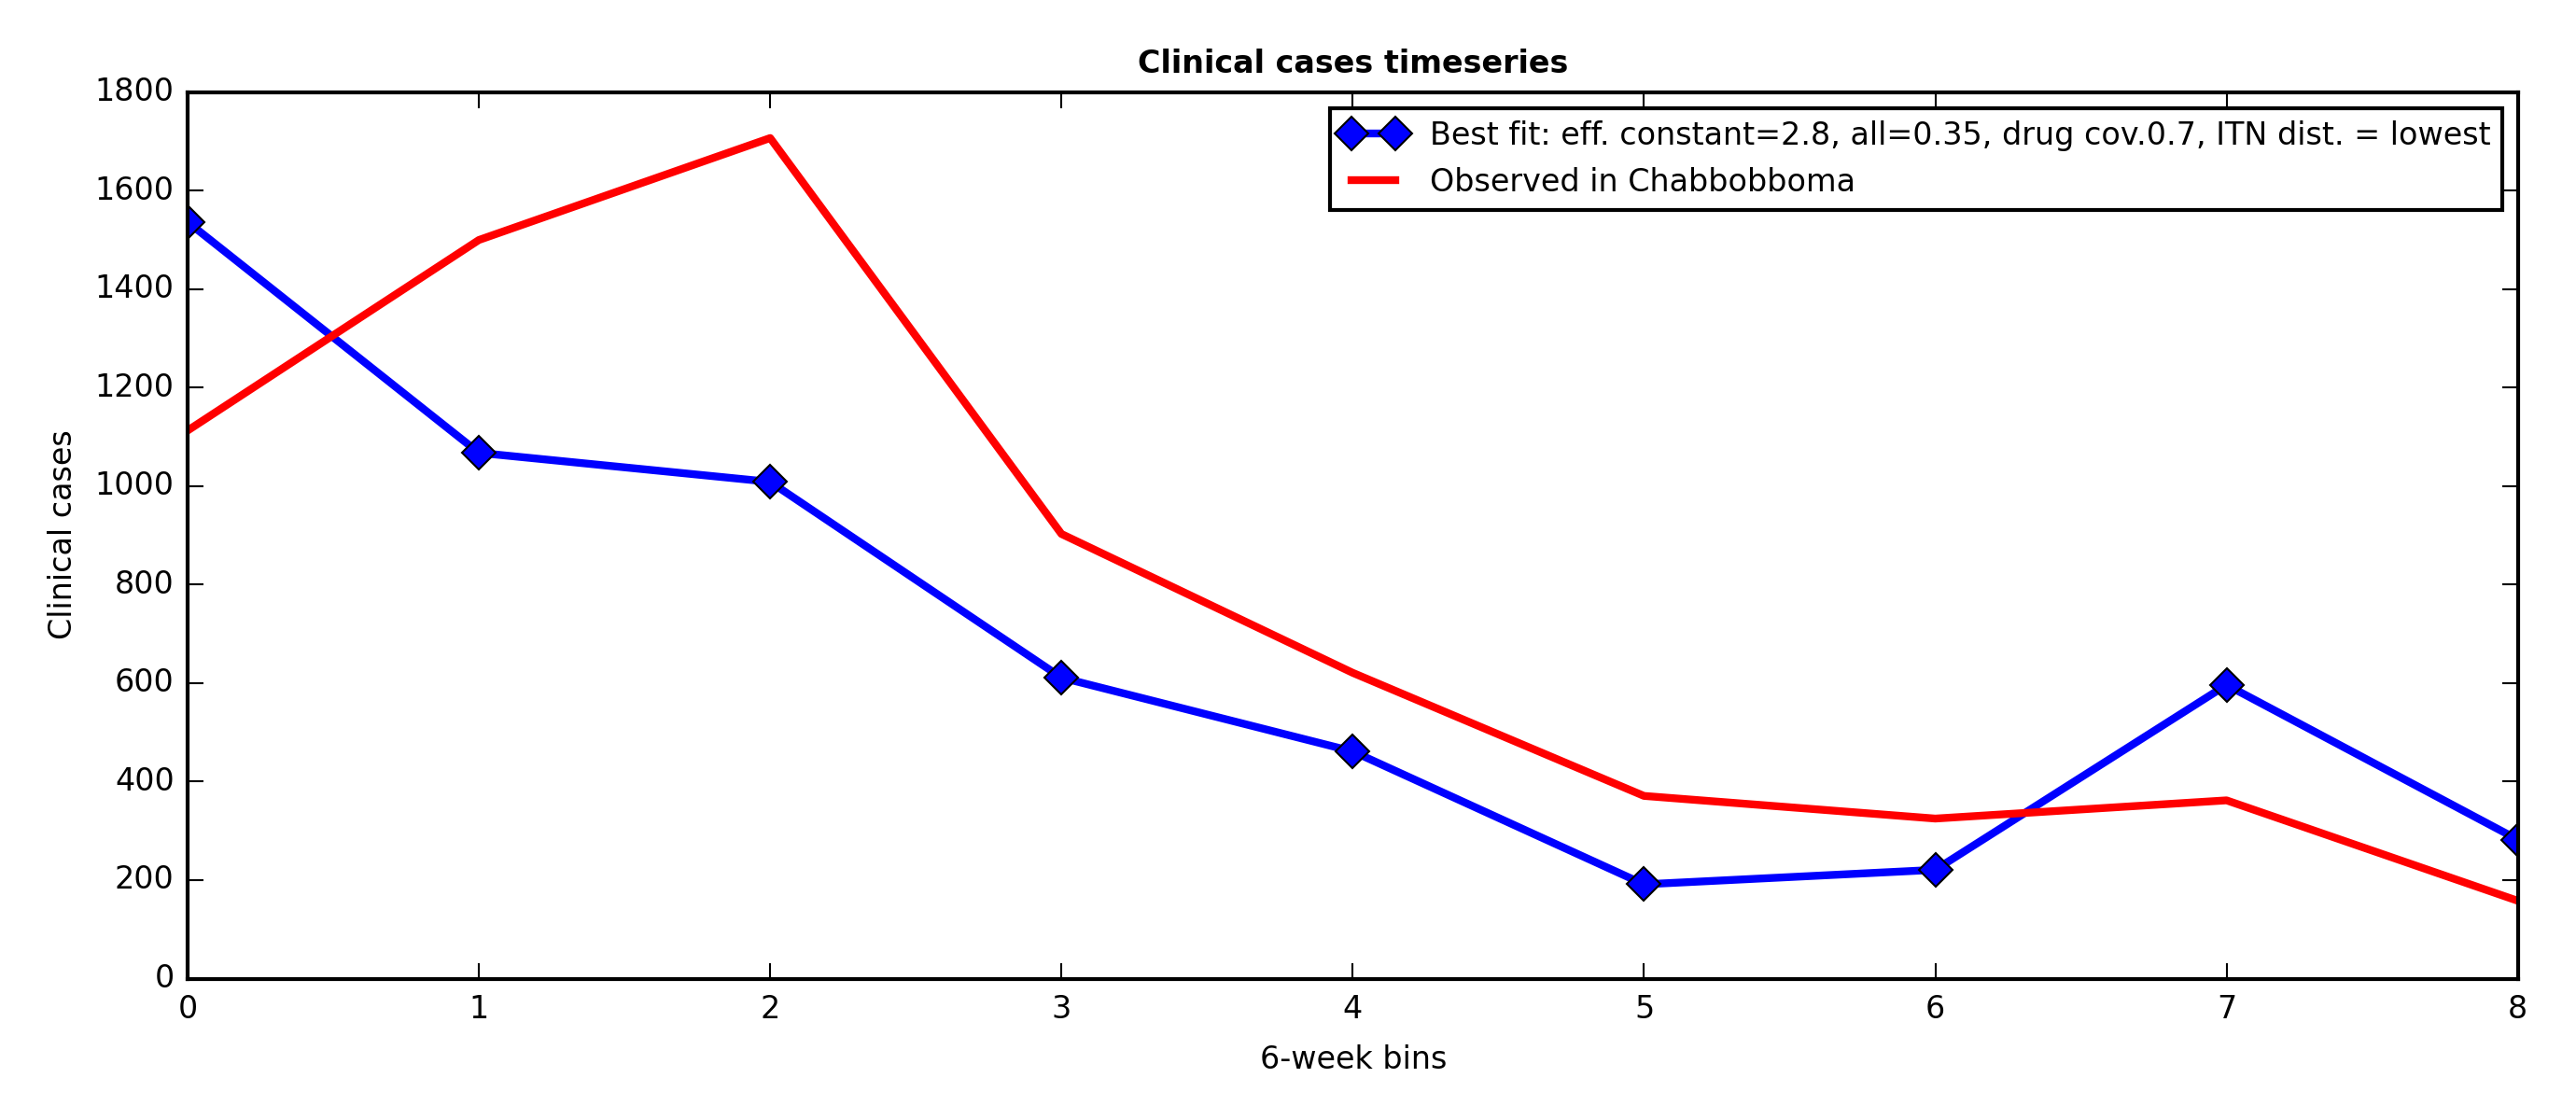 Clinical cases timeseries
Best fit: eff. constant=2.8, all=0.35, drug cov.0.7, ITN dist. = lowest
Observed in Chabbobboma
Clinical cases
1800
1600
1400
1200
1000
800
600
400
200
0
0 1 2 3 4 5 6 7 8
6-week bins